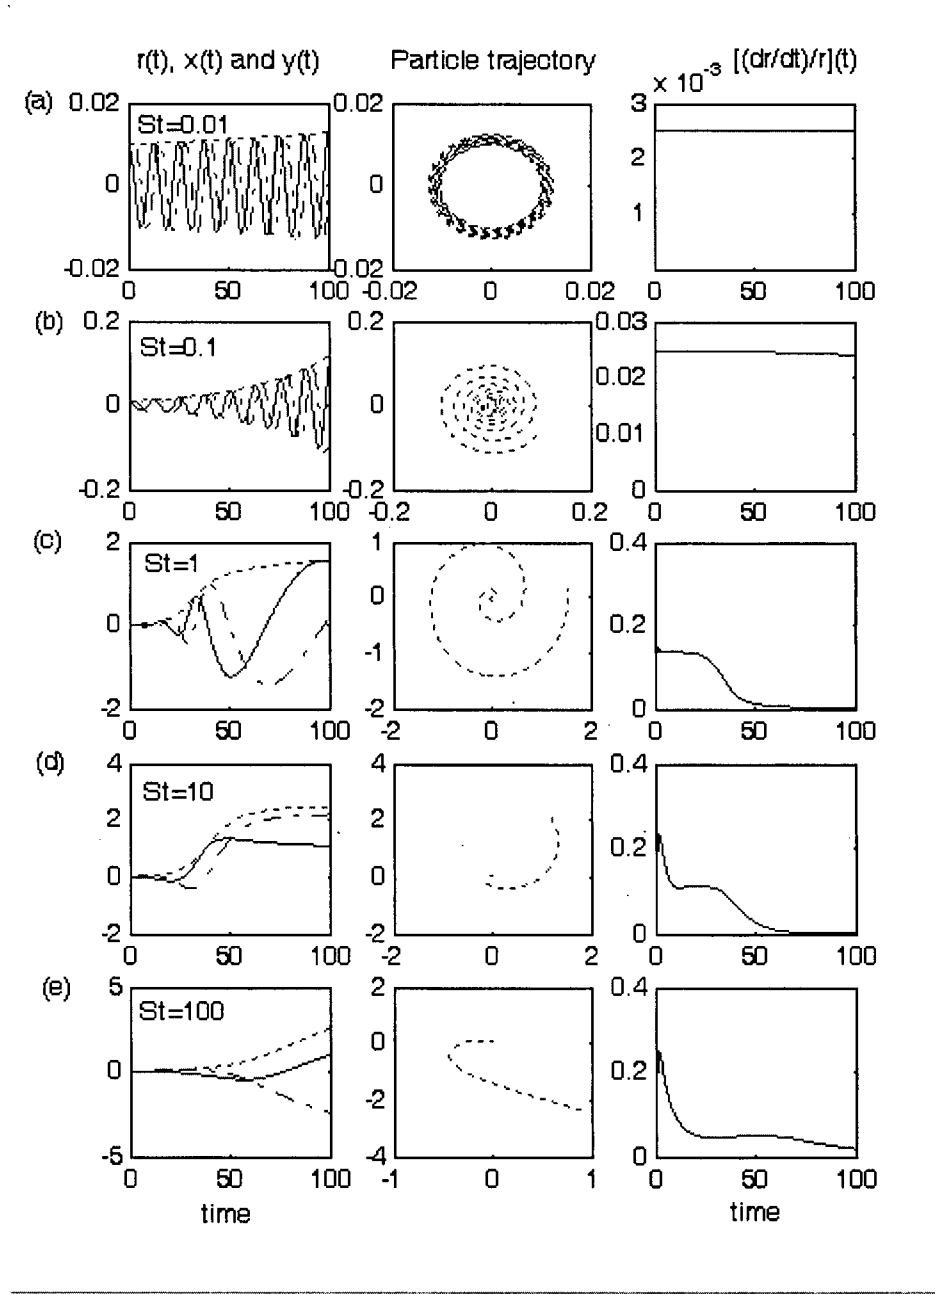 r(t), x(t) and y(t) Particle trajectory [(dr/dt)/r](t)
× 10⁻³
(a) 0.02 0.02 3
St=0.01
2
0 0
1
-0.02 0.02
0 50 100 -0.02 0 0.02 0 50 100
(b) 0.2 0.2 0.03
St=0.1
0.02
0 0
0.01
-0.2 -0.2 0
0 50 100 -0.2 0 0.2 0 50 100
(c) 2 1 0.4
St=1
0 0 0.2
-1
-2 -2 0
0 50 100 -2 0 2 0 50 100
(d) 4 4 0.4
St=10
2 2 0.2
0 0
-2 -2 0
0 50 100 -2 0 2 0 50 100
(e) 5 2 0.4
St=100
0 0 0.2
-2
-5 -4 0
0 50 100 -1 0 1 0 50 100
time time